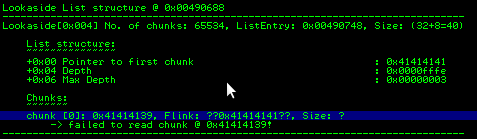 Lookaside List structure @ 0x00490688
Lookaside[0x004] No. of chunks: 65534, ListEntry: 0x00490748, Size: (32+8=40)
List structure:
~~~~~~~~~~~~~~~
+0x00 Pointer to first chunk : 0x41414141
+0x04 Depth : 0x0000fffe
+0x06 Max Depth : 0x00000003
Chunks:
~~~~~~~
chunk [0]: 0x41414139, Flink: ??0x41414141??, Size: ?
-> failed to read chunk @ 0x41414139!